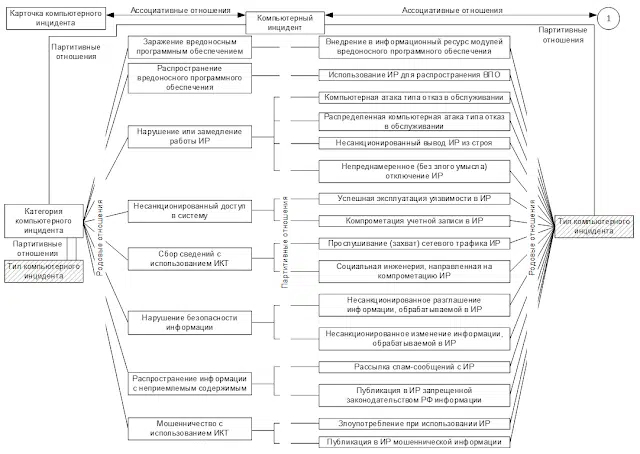 Карточка компьютерного
инцидента
Ассоциативные отношения
Компьютерный
инцидент
Ассоциативные отношения
1
Партитивные
отношения
Партитивные
отношения
Заражение вредоносным
программным обеспечением
Распространение
вредоносного программного
обеспечения
Нарушение или замедление
работы ИР
Несанкционированный доступ
в систему
Сбор сведений с
использованием ИКТ
Нарушение безопасности
информации
Распространение информации
с неприемлемым содержимым
Мошенничество с
использованием ИКТ
Категория
компьютерного
инцидента
Партитивные
отношения
Тип компьютерного
инцидента
Родовые отношения
Партитивные отношения
Внедрение в информационный ресурс модулей
вредоносного программного обеспечения
Использование ИР для распространения ВПО
Компьютерная атака типа отказ в обслуживании
Распределенная компьютерная атака типа отказ
в обслуживании
Несанкционированный вывод ИР из строя
Непреднамеренное (без злого умысла)
отключение ИР
Успешная эксплуатация уязвимости в ИР
Компрометация учетной записи в ИР
Прослушивание (захват) сетевого трафика ИР
Социальная инженерия, направленная на
компрометацию ИР
Несанкционированное разглашение
информации, обрабатываемой в ИР
Несанкционированное изменение информации,
обрабатываемой в ИР
Рассылка спам-сообщений с ИР
Публикация в ИР запрещенной
законодательством РФ информации
Злоупотребление при использовании ИР
Публикация в ИР мошеннической информации
Родовые отношения
Тип компьютерного
инцидента